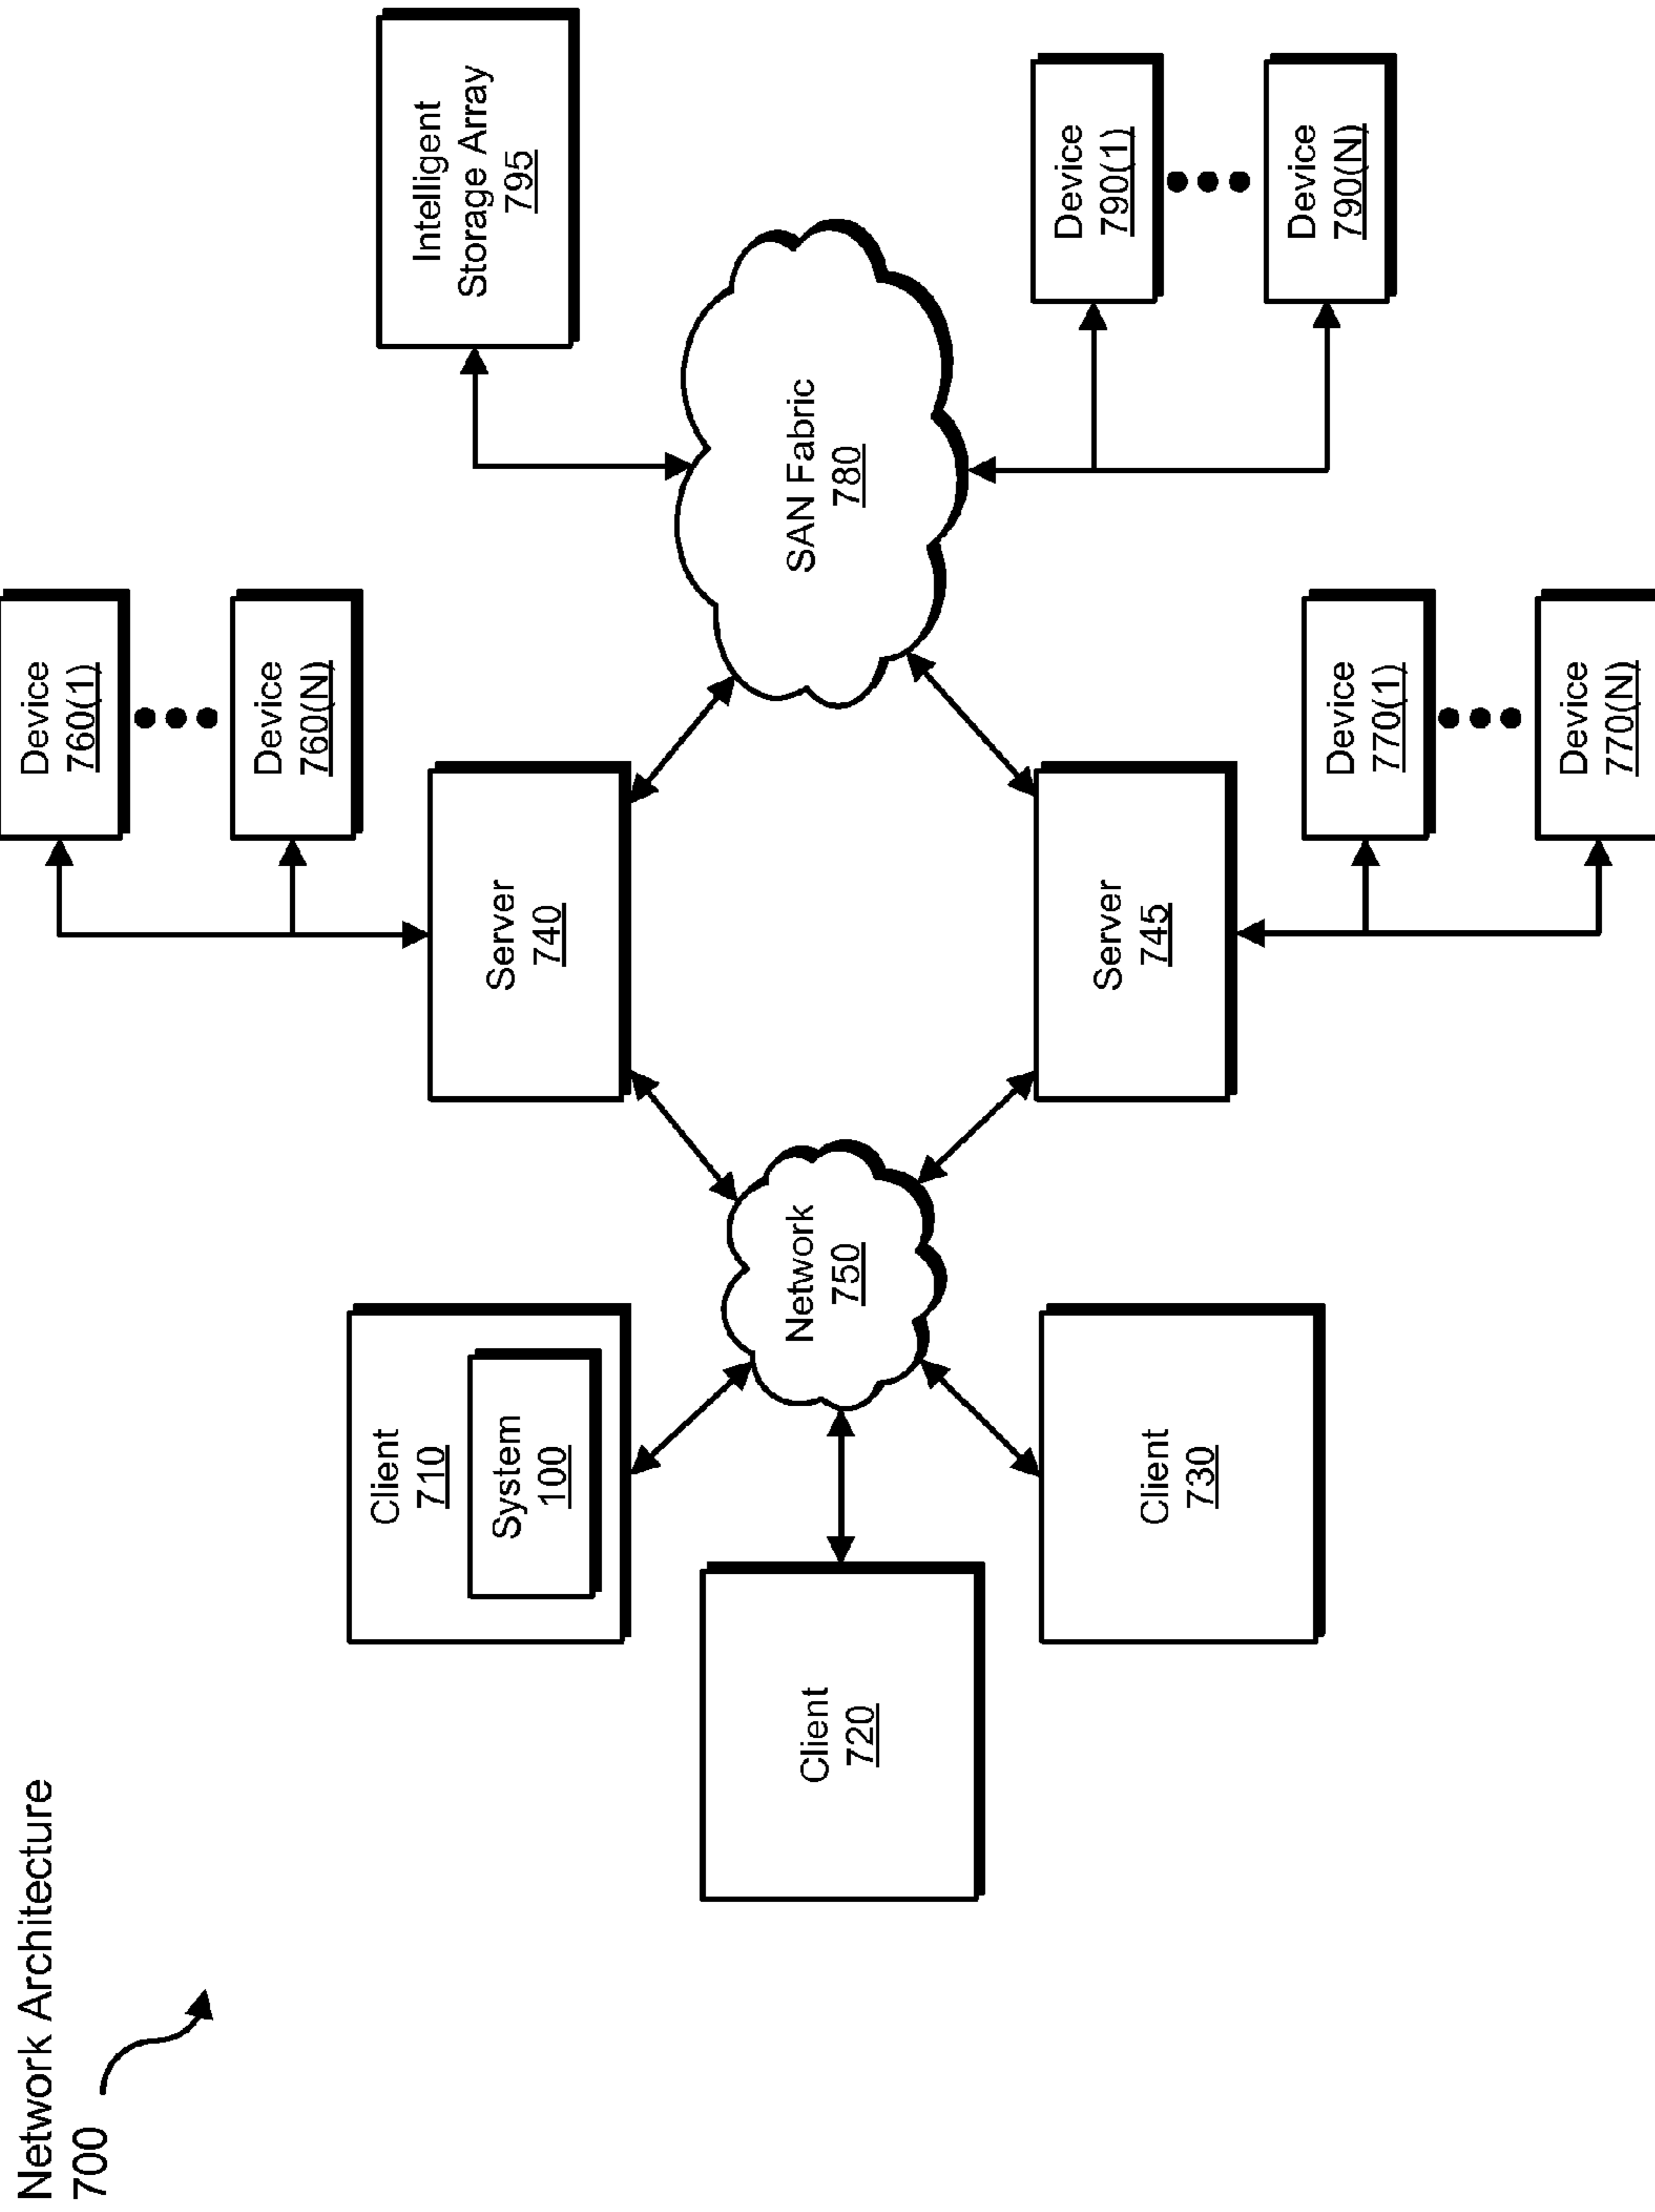 Network Architecture
700
Client
710
System
100
Client
720
Client
730
Network
750
Server
740
Server
745
Device
760(1)
Device
760(N)
Device
770(1)
Device
770(N)
SAN Fabric
780
Intelligent
Storage Array
795
Device
790(1)
Device
790(N)